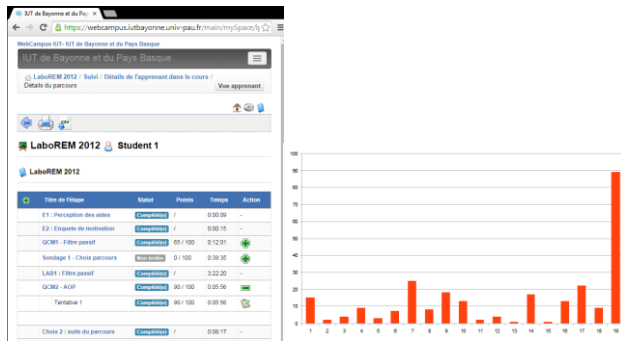 IUT de Bayonne et du Pay
https://webcampus.iutbayonne.univ-pau.fr/main/mySpace/l
WebCampus IUT- IUT de Bayonne et du Pays Basque
IUT de Bayonne et du Pays Basque
LaboREM 2012 / Suivi / Détails de l'apprenant dans le cours /
Détails du parcours
Vue apprenant
LaboREM 2012 Student 1
LaboREM 2012
Titre de l'étape Statut Points Temps Action
E1 : Perception des aides Complété(e) / 0:00:09 -
E2 : Enquete de motivation Complété(e) / 0:00:15 -
QCM1 - Filtre passif Complété(e) 65 / 100 0:12:01
Sondage 1 - Choix parcours Non tentée 0 / 100 0:39:35
LAB1 : Filtre passif Complété(e) / 3:22:20 -
QCM2 - AOP Complété(e) 90 / 100 0:05:56
Tentative 1 Complété(e) 90 / 100 0:05:56
Choix 2 : suite du parcours Complété(e) / 0:08:17 -
100
90
80
70
60
50
40
30
20
10
0
1 2 3 4 5 6 7 8 9 10 11 12 13 14 15 16 17 18 19